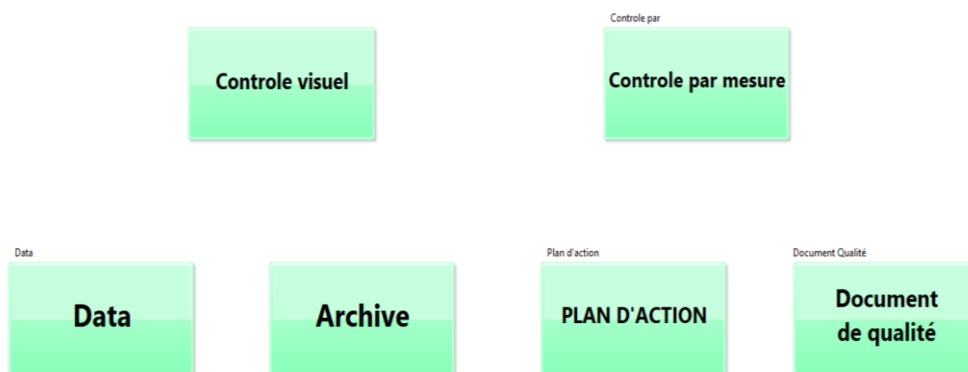 Controle par
Controle visuel
Controle par mesure
Data
Plan d'action
Document Qualité
Data
Archive
PLAN D'ACTION
Document
de qualité